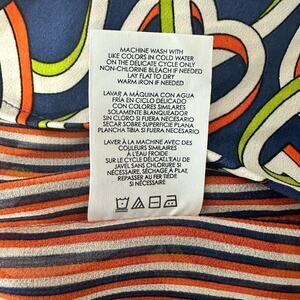 MACHINE WASH WITH
LIKE COLORS IN COLD WATER
ON THE DELICATE CYCLE ONLY
NON-CHLORINE BLEACH IF NEEDED
LAY FLAT TO DRY
WARM IRON IF NEEDED
LAVAR A MÁQUINA CON AGUA
FRÍA EN CICLO DELICADO
CON COLORES SIMILARES
SOLAMENTE BLANQUEADOR
SIN CLORO SI FUERA NECESARIO
SECAR SOBRE SUPERFICIE PLANA
PLANCHA TIBIA SI FUERA NECESARIO
LAVER À LA MACHINE AVEC DES
COULEURS SIMILAIRES
À L'EAU FROIDE
SUR LE CYCLE DÉLICAT.L'EAU DE
JAVEL SANS CHLORURE SI
NÉCESSAIRE, SÉCHAGE À PLAT,
REPASSER AU FER TIÈDE
SI NÉCESSAIRE